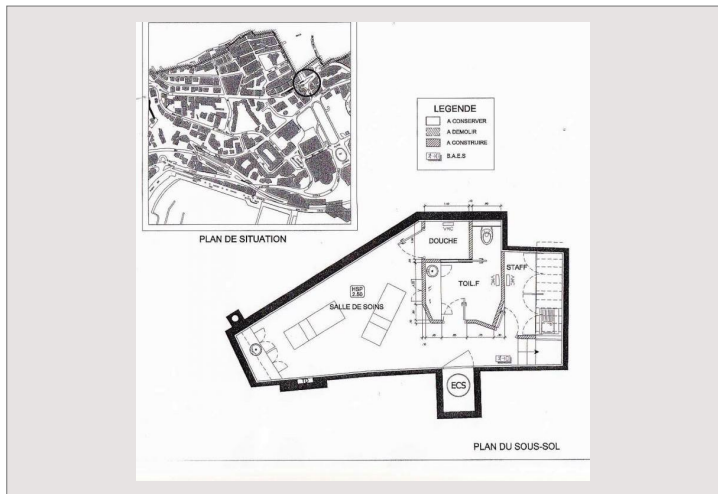 PLAN DE SITUATION
LEGENDE
A CONSERVER
A DEMOLIR
A CONSTRUIRE
B.A.E.S
DOUCHE
STAFF
TOIL.F
HSP
2.50
SALLE DE SOINS
ECS
PLAN DU SOUS-SOL